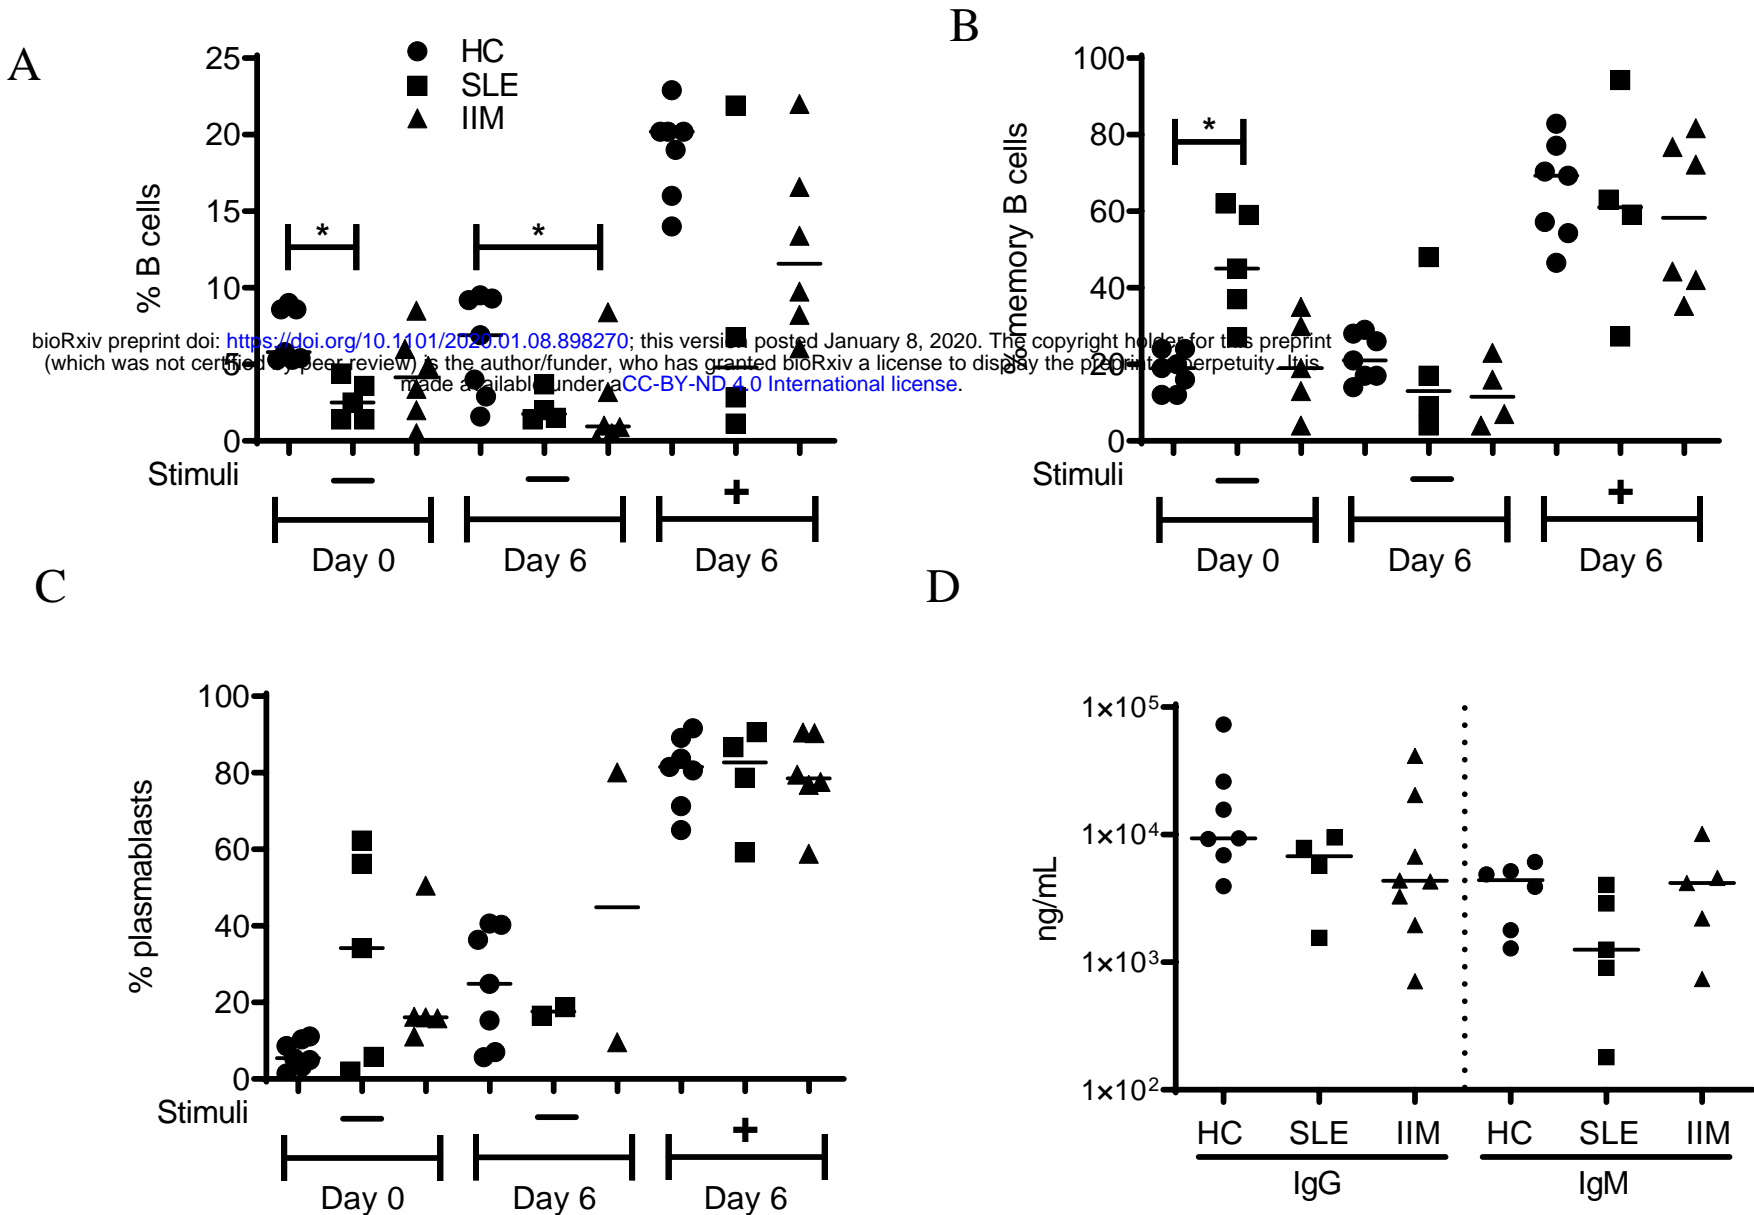 A
B
HC
SLE
IIM
25
20
15
10
5
0
% B cells
*
*
Stimuli
—
—
+
Day 0
Day 6
Day 6
100
80
60
40
20
0
% memory B cells
*
Stimuli
—
—
+
Day 0
Day 6
Day 6
bioRxiv preprint doi: https://doi.org/10.1101/2020.01.08.898270; this version posted January 8, 2020. The copyright holder for this preprint
(which was not certified by peer review) is the author/funder, who has granted bioRxiv a license to display the preprint in perpetuity. It is
made available under aCC-BY-ND 4.0 International license.
C
D
100
80
60
40
20
0
% plasmablasts
Stimuli
—
—
+
Day 0
Day 6
Day 6
1×10⁵
1×10⁴
1×10³
1×10²
ng/mL
HC SLE IIM HC SLE IIM
IgG IgM